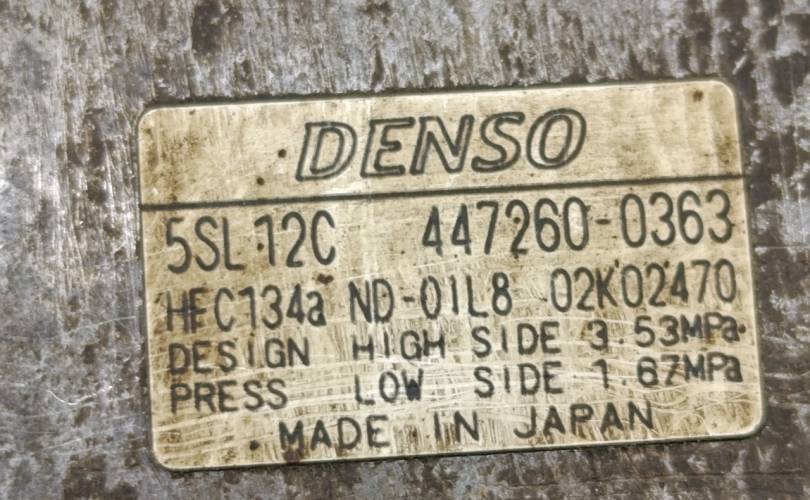 DENSO
5SL12C 447260-0363
HFC134a ND-OIL8 02K02470
DESIGN HIGH SIDE 3.53MPa
PRESS LOW SIDE 1.67MPa
MADE IN JAPAN